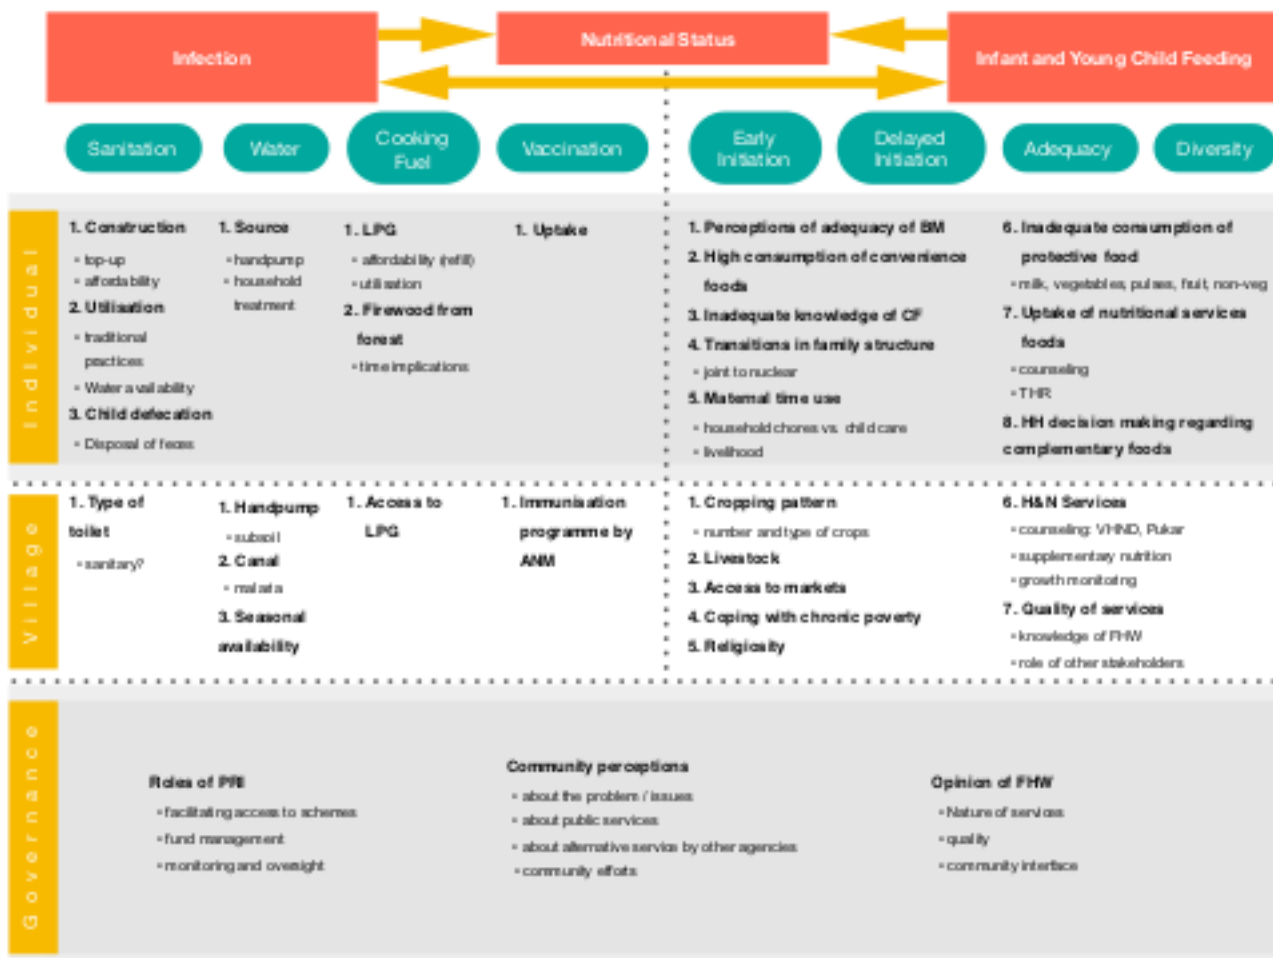 Infection
Nutritional Status
Infant and Young Child Feeding
Sanitation
Water
Cooking
Fuel
Vaccination
Early
Initiation
Delayed
Initiation
Adequacy
Diversity
Individual
1. Construction
• top-up
• affordability
2. Utilisation
• traditional
practices
• Water availability
3. Child defecation
• Disposal of feces
1. Source
• handpump
• household
treatment
1. LPG
• affordability (refill)
• utilisation
2. Firewood from
forest
• time implications
1. Uptake
1. Perceptions of adequacy of BM
2. High consumption of convenience
foods
3. Inadequate knowledge of CF
4. Transitions in family structure
• joint to nuclear
5. Maternal time use
• household chores vs. child care
• livelihood
6. Inadequate consumption of
protective food
• milk, vegetables, pulses, fruit, non-veg
7. Uptake of nutritional services
foods
• counseling
• THR
8. HH decision making regarding
complementary foods
Village
1. Type of
toilet
• sanitary?
1. Handpump
• subsoil
2. Canal
• malaria
3. Seasonal
availability
1. Access to
LPG
1. Immunisation
programme by
ANM
1. Cropping pattern
• number and type of crops
2. Livestock
3. Access to markets
4. Coping with chronic poverty
5. Religiosity
6. H&N Services
• counseling: VHND, Pukar
• supplementary nutrition
• growth monitoring
7. Quality of services
• knowledge of FHW
• role of other stakeholders
Governance
Roles of PRI
• facilitating access to schemes
• fund management
• monitoring and oversight
Community perceptions
• about the problem / issues
• about public services
• about alternative service by other agencies
• community efforts
Opinion of FHW
• Nature of services
• quality
• community interface